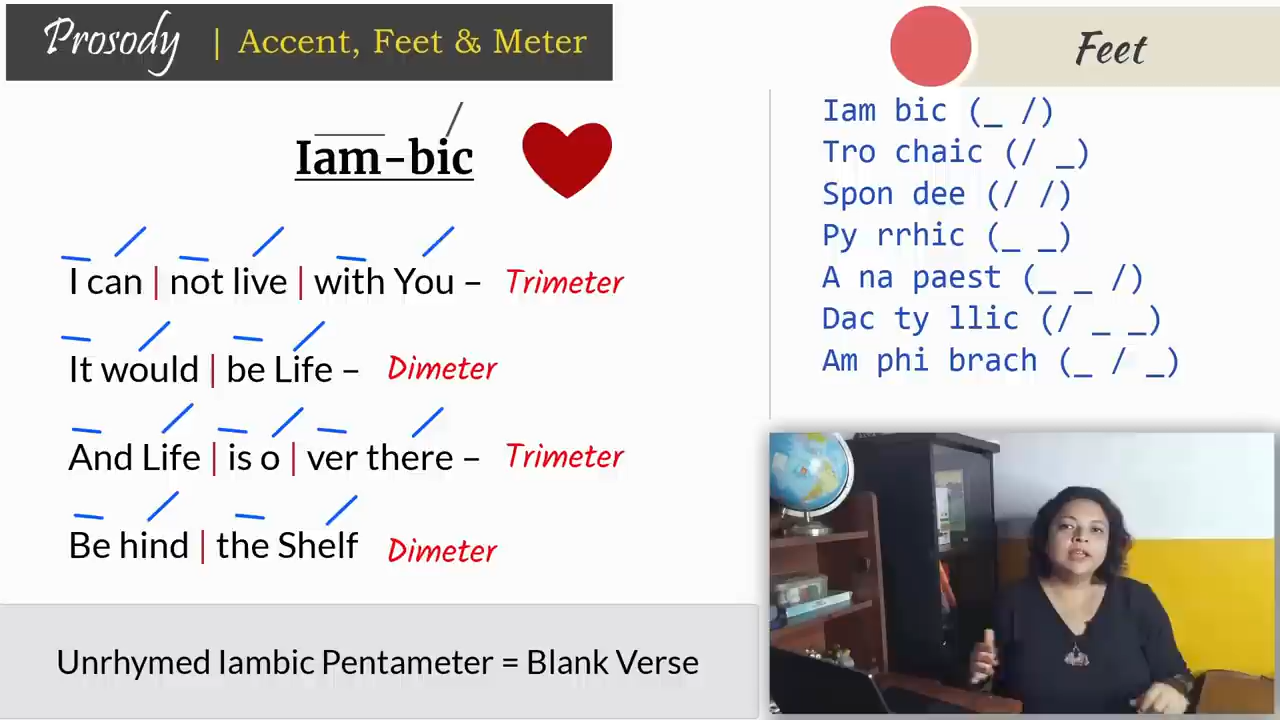 Prosody | Accent, Feet & Meter
Iam-bic
I can | not live | with You – Trimeter
It would | be Life – Dimeter
And Life | is o | ver there – Trimeter
Be hind | the Shelf Dimeter
Unrhymed Iambic Pentameter = Blank Verse
Feet
Iam bic (_ /)
Tro chaic (/ _)
Spon dee (/ /)
Py rrhic (_ _)
A na paest (_ _ /)
Dac ty llic (/ _ _)
Am phi brach (_ / _)